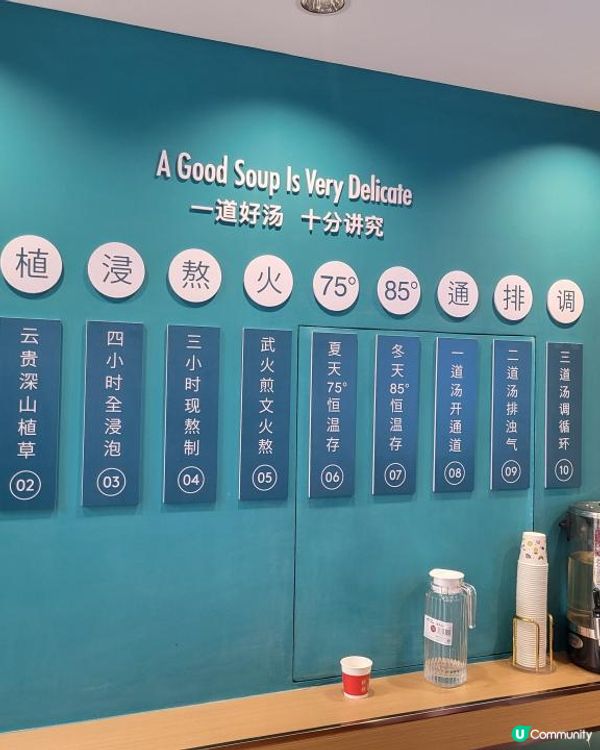 A Good Soup Is Very Delicate
一道好汤 十分讲究
植 浸 熬 火 75° 85° 通 排 调
云贵深山植草
02
四小时全浸泡
03
三小时现熬制
04
武火煎文火熬
05
夏天75°恒温存
06
冬天85°恒温存
07
一道汤开通道
08
二道汤排浊气
09
三道汤调循环
10
U Community